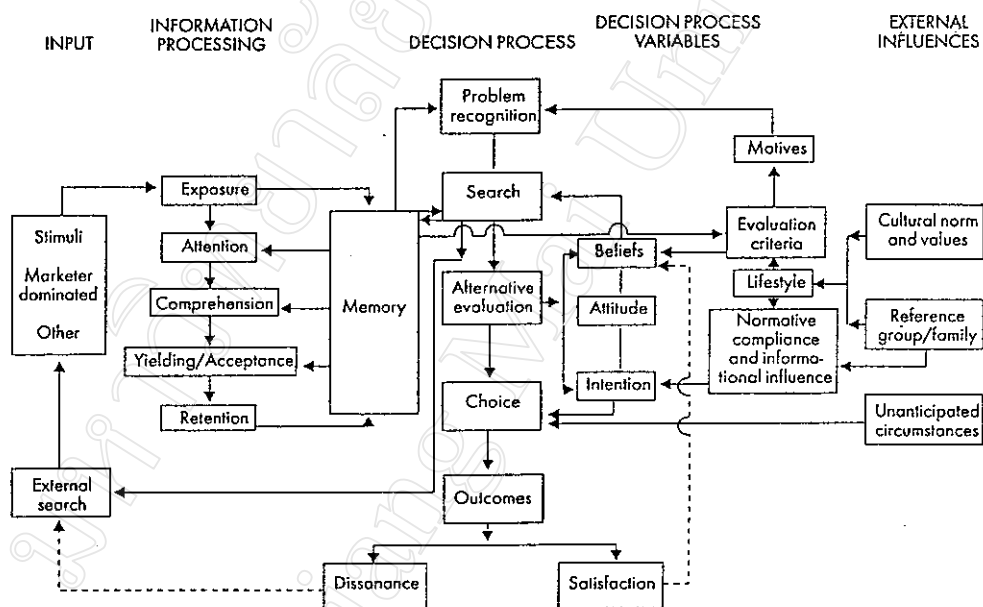 INPUT
INFORMATION
PROCESSING
DECISION PROCESS
DECISION PROCESS
VARIABLES
EXTERNAL
INFLUENCES
Problem
recognition
Motives
Exposure
Search
Stimuli
Marketer
dominated
Other
Attention
Memory
Beliefs
Evaluation
criteria
Cultural norm
and values
Comprehension
Alternative
evaluation
Attitude
Lifestyle
Normative
compliance
and informa-
tional influence
Reference
group/family
Yielding/Acceptance
Intention
Retention
Choice
Unanticipated
circumstances
External
search
Outcomes
Dissonance
Satisfaction